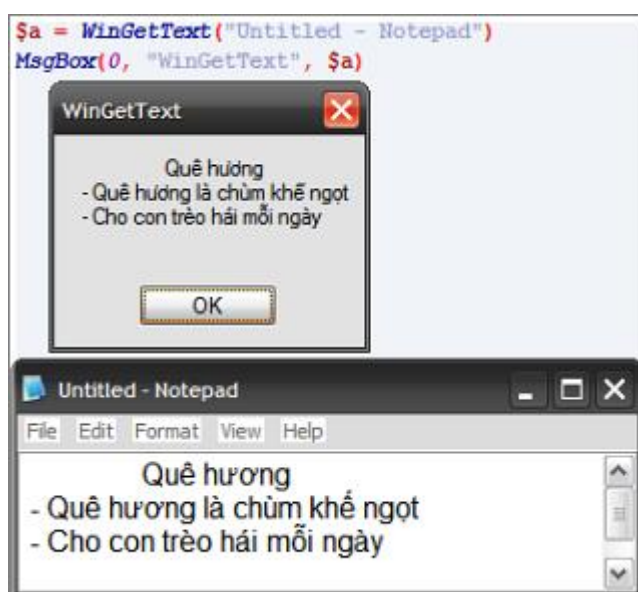 $a = WinGetText("Untitled - Notepad")
MsgBox(0, "WinGetText", $a)
WinGetText
Quê hương
- Quê hương là chùm khế ngọt
- Cho con trèo hái mỗi ngày
OK
Untitled - Notepad
File Edit Format View Help
Quê hương
- Quê hương là chùm khế ngọt
- Cho con trèo hái mỗi ngày